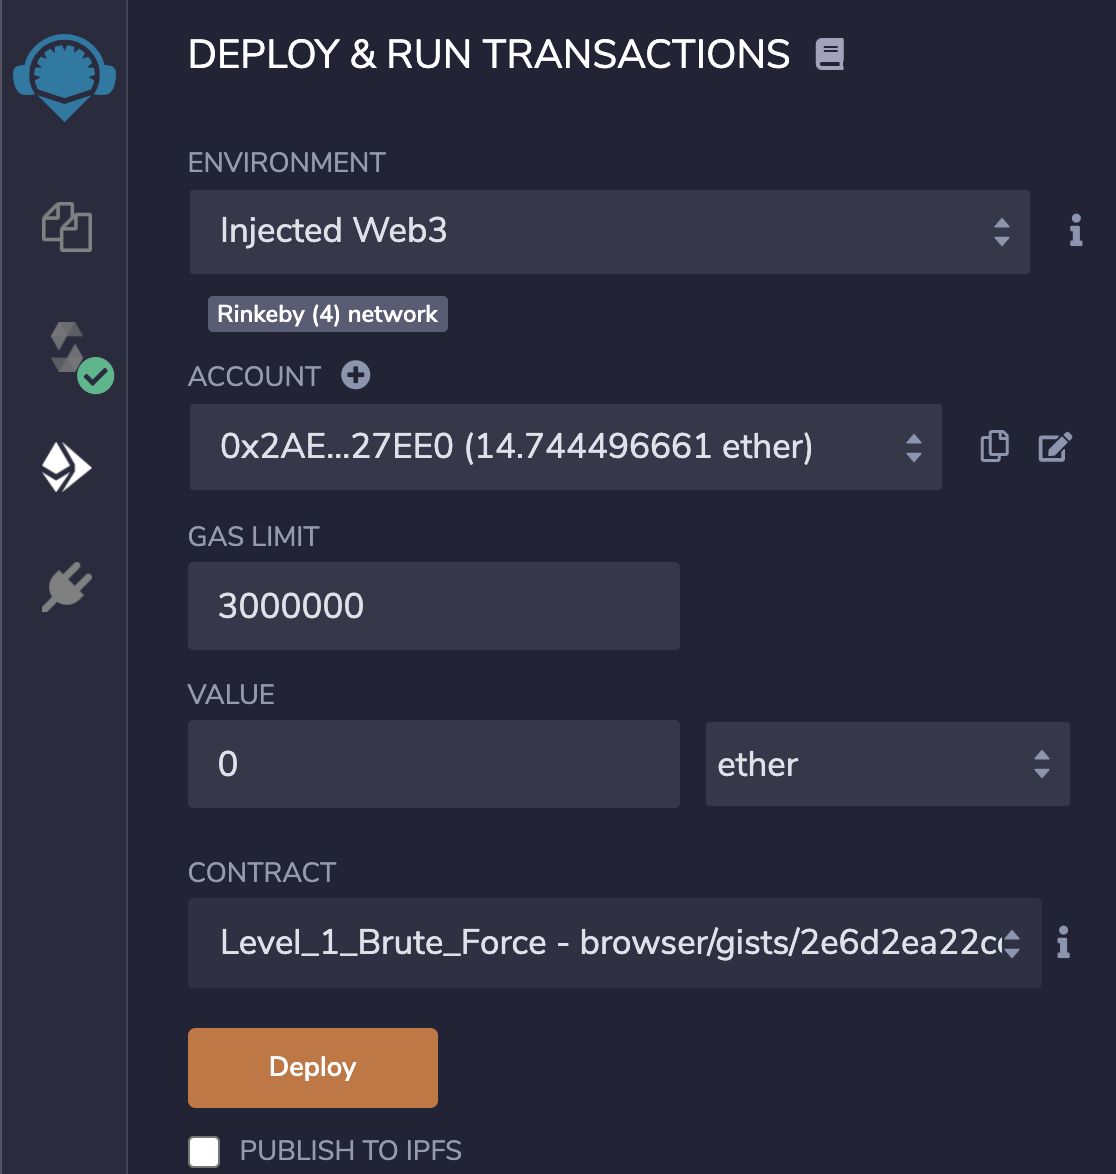 DEPLOY & RUN TRANSACTIONS
ENVIRONMENT
Injected Web3
Rinkeby (4) network
ACCOUNT
0x2AE...27EE0 (14.744496661 ether)
GAS LIMIT
3000000
VALUE
0
ether
CONTRACT
Level_1_Brute_Force - browser/gists/2e6d2ea22c
Deploy
PUBLISH TO IPFS